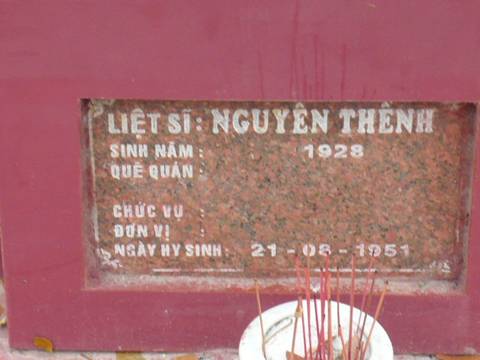 LIỆT SĨ: NGUYÊN THÊNH
SINH NĂM : 1928
QUÊ QUÁN :
CHỨC VỤ :
ĐƠN VỊ :
NGÀY HY SINH: 21 - 08 - 1951